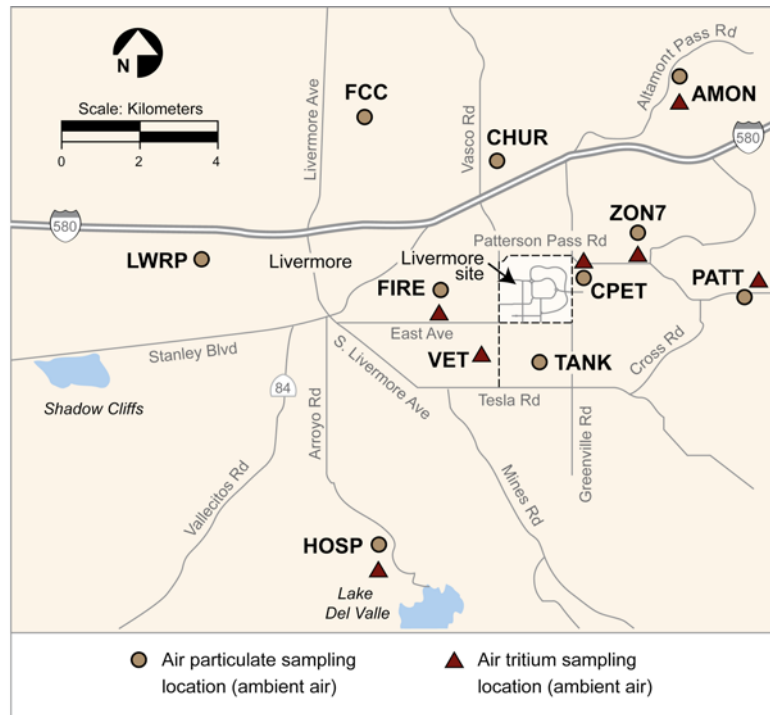 Altamont Pass Rd
N
Scale: Kilometers
0 2 4
Livermore Ave
FCC
Vasco Rd
AMON
CHUR
580
580
ZON7
Patterson Pass Rd
LWRP
Livermore
Livermore
site
FIRE
CPET
PATT
East Ave
Stanley Blvd
S. Livermore Ave
VET
TANK
Cross Rd
Shadow Cliffs
84
Arroyo Rd
Tesla Rd
Vallecitos Rd
Mines Rd
Greenville Rd
HOSP
Lake
Del Valle
Air particulate sampling
location (ambient air)
Air tritium sampling
location (ambient air)